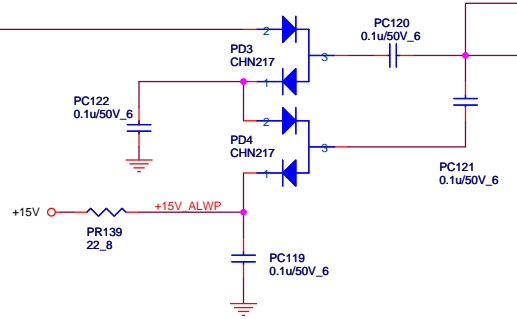 PC120
0.1u/50V_6
2
PD3
CHN217
3
1
PC122
0.1u/50V_6
2
PD4
CHN217
3
1
PC121
0.1u/50V_6
+15V
+15V_ALWP
PR139
22_8
PC119
0.1u/50V_6